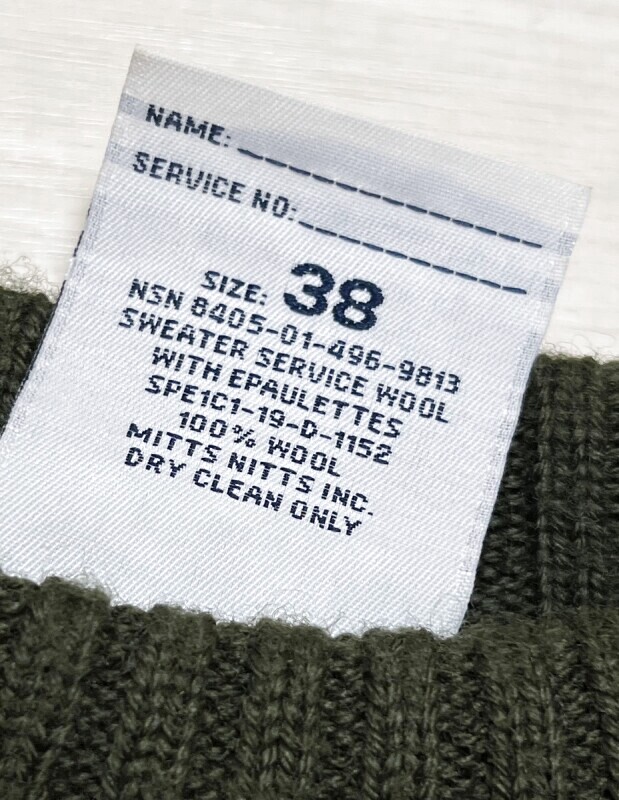 NAME:
SERVICE NO:
SIZE: 38
NSN 8405-01-496-9813
SWEATER SERVICE WOOL
WITH EPAULETTES
SPE1C1-19-D-1152
100% WOOL
MITTS NITTS INC.
DRY CLEAN ONLY